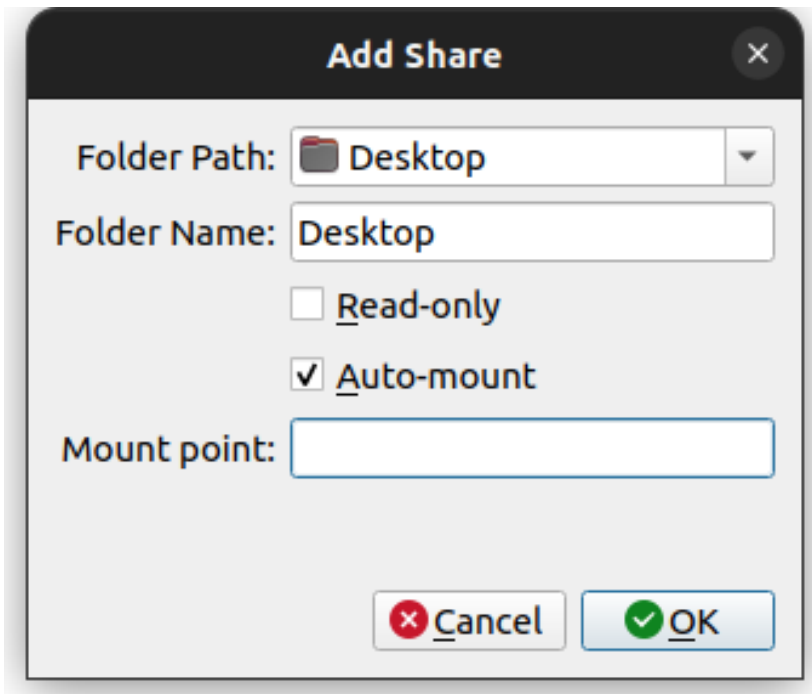 Add Share
Folder Path: Desktop
Folder Name: Desktop
Read-only
Auto-mount
Mount point:
Cancel OK